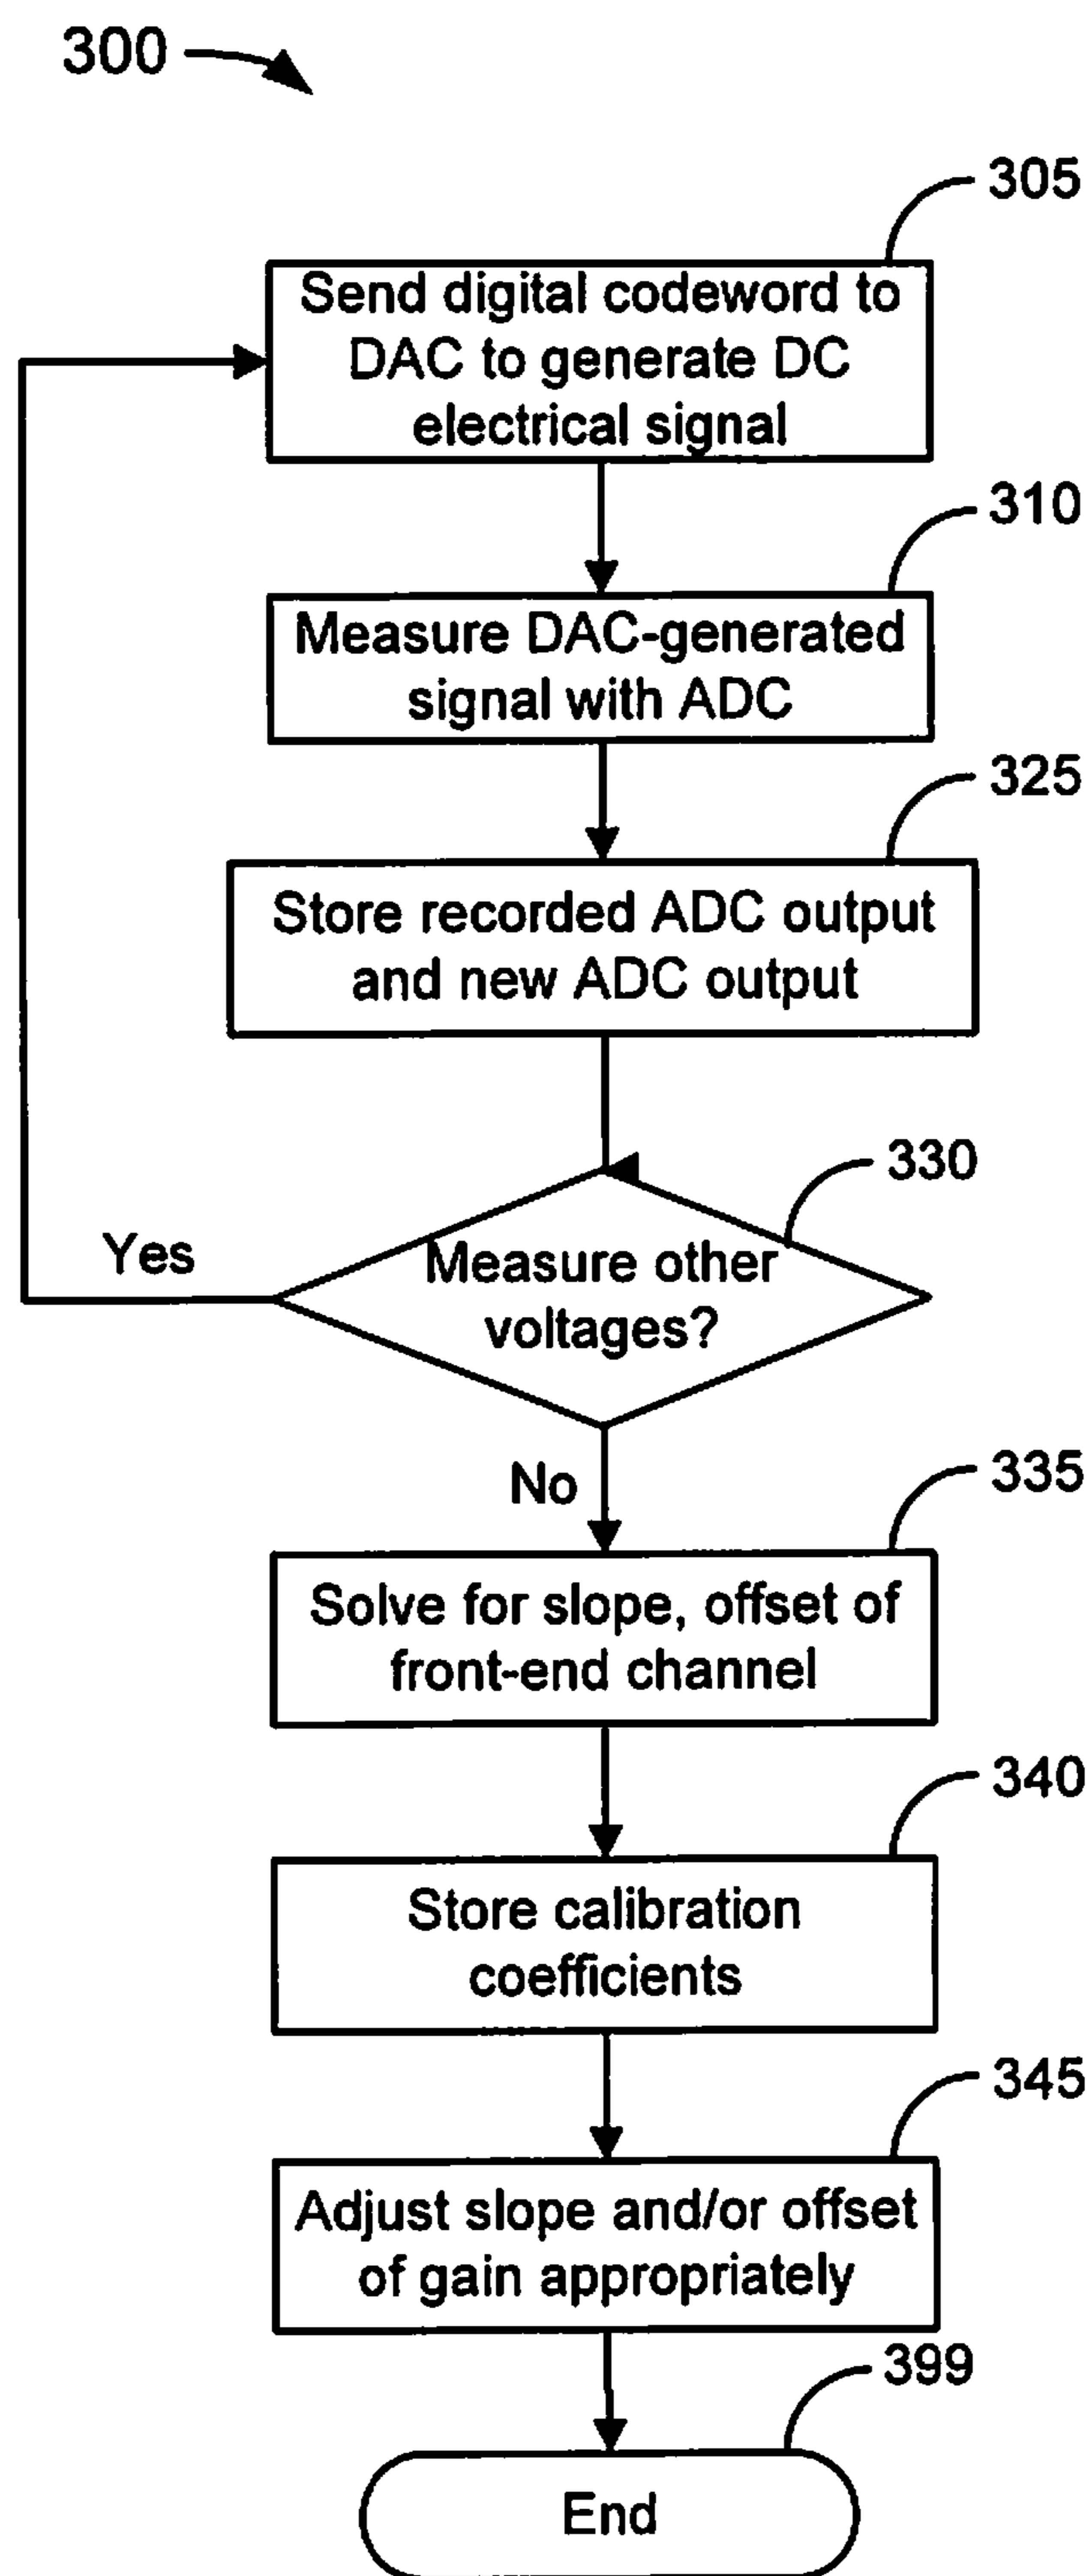 300
305
Send digital codeword to
DAC to generate DC
electrical signal
310
Measure DAC-generated
signal with ADC
325
Store recorded ADC output
and new ADC output
330
Yes
Measure other
voltages?
No
335
Solve for slope, offset of
front-end channel
340
Store calibration
coefficients
345
Adjust slope and/or offset
of gain appropriately
399
End